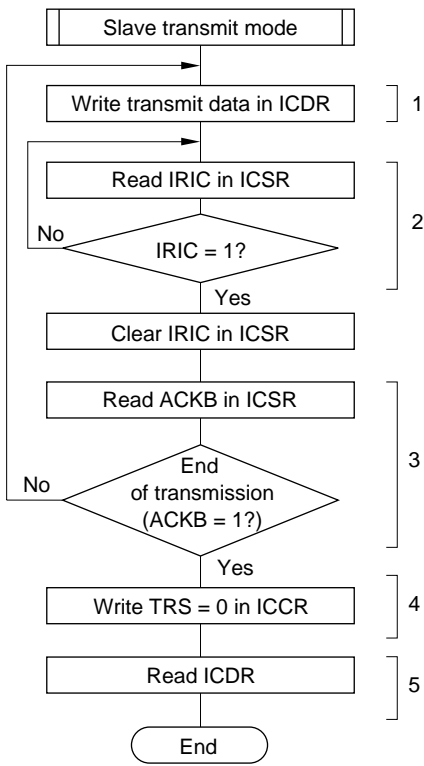 Slave transmit mode
Write transmit data in ICDR
1
Read IRIC in ICSR
2
No
IRIC = 1?
Yes
Clear IRIC in ICSR
Read ACKB in ICSR
3
End
No
of transmission
(ACKB = 1?)
Yes
Write TRS = 0 in ICCR
4
Read ICDR
5
End